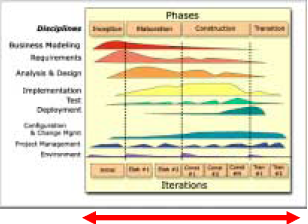 Phases
Disciplines
Inception
Elaboration
Construction
Transition
Business Modeling
Requirements
Analysis & Design
Implementation
Test
Deployment
Configuration
& Change Mgmt
Project Management
Environment
Initial
Elab #1
Elab #2
Const #1
Const #2
Const #N
Tran #1
Tran #2
Iterations